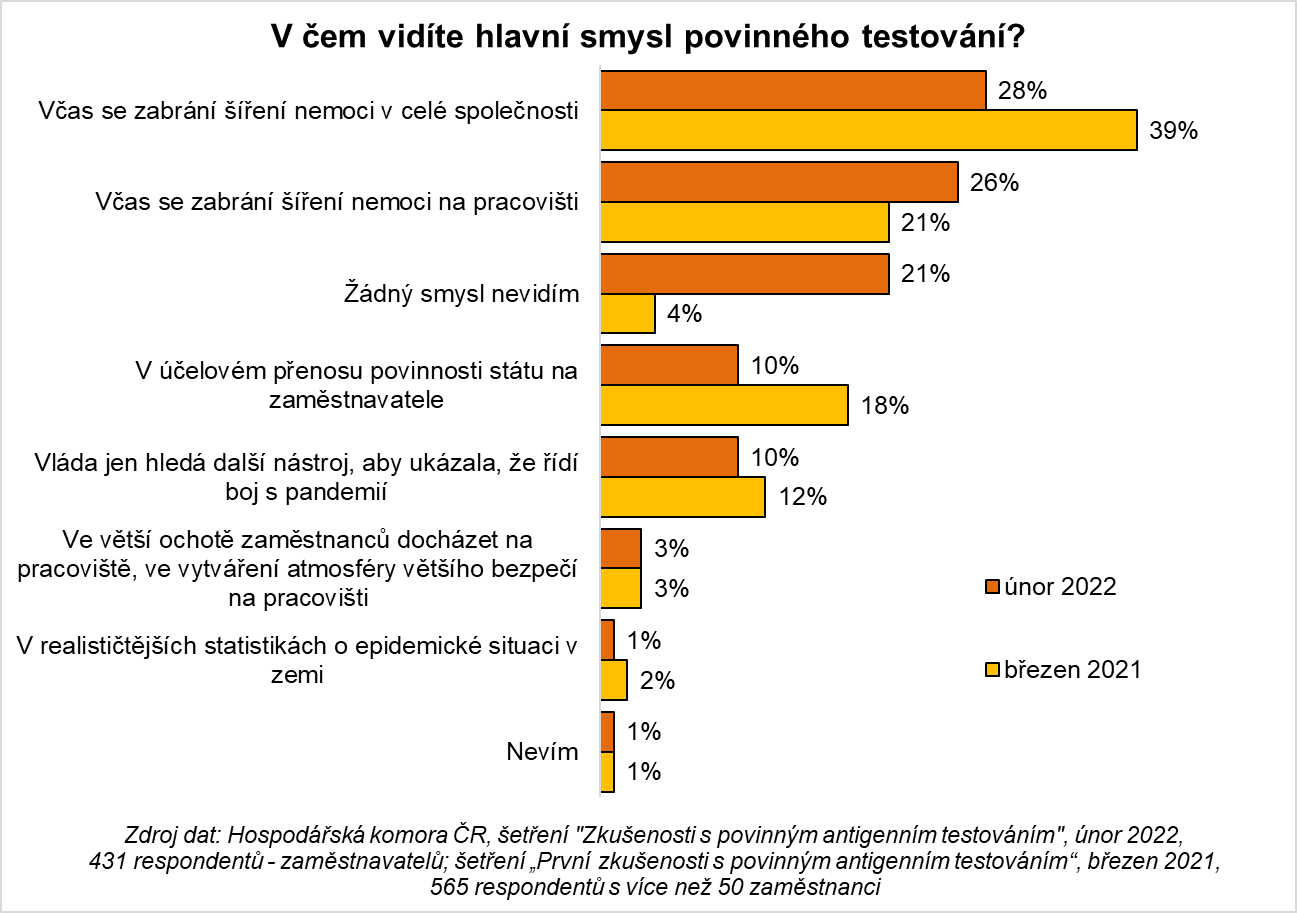 V čem vidíte hlavní smysl povinného testování?
Včas se zabrání šíření nemoci v celé společnosti
28%
39%
Včas se zabrání šíření nemoci na pracovišti
26%
21%
Žádný smysl nevidím
21%
4%
V účelovém přenosu povinnosti státu na
zaměstnavatele
10%
18%
Vláda jen hledá další nástroj, aby ukázala, že řídí
boj s pandemií
10%
12%
Ve větší ochotě zaměstnanců docházet na
pracoviště, ve vytváření atmosféry většího bezpečí
na pracovišti
3%
3%
V realističtějších statistikách o epidemické situaci v
zemi
1%
2%
Nevím
1%
1%
únor 2022
březen 2021
Zdroj dat: Hospodářská komora ČR, šetření "Zkušenosti s povinným antigenním testováním", únor 2022,
431 respondentů - zaměstnavatelů; šetření „První zkušenosti s povinným antigenním testováním“, březen 2021,
565 respondentů s více než 50 zaměstnanci